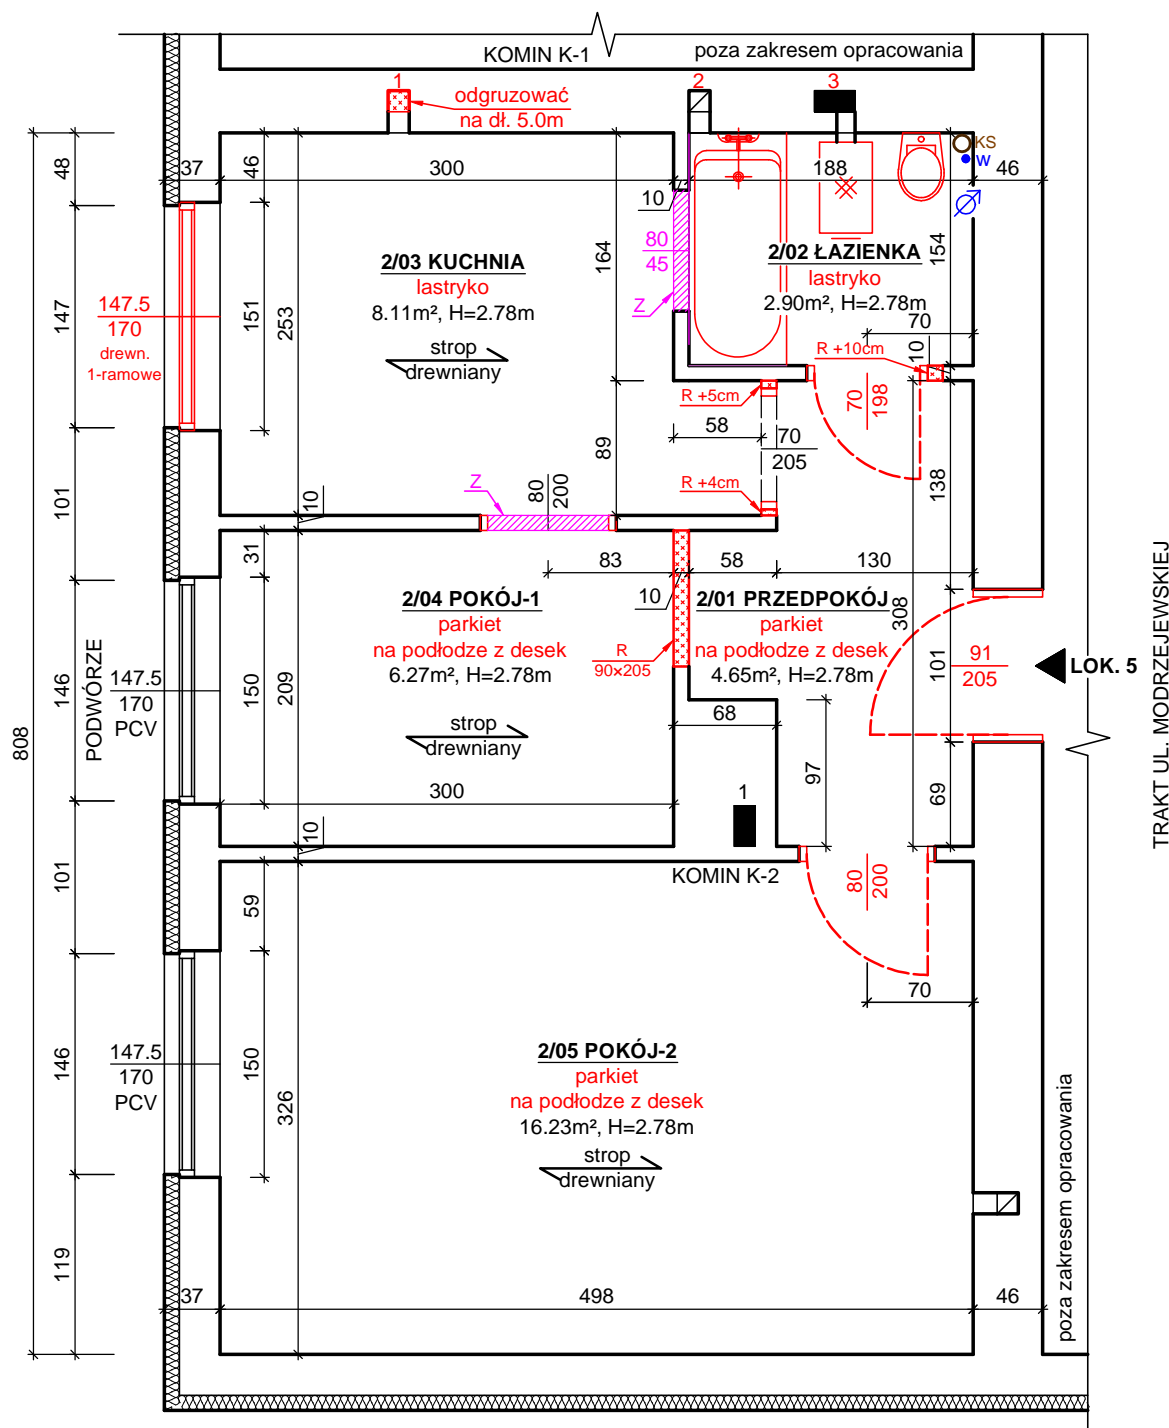 KOMIN K-1
poza zakresem opracowania
1
odgruzować
na dł. 5.0m
2
3
KS
W
48
37
46
300
188
46
10
80
45
Z
164
154
2/03 KUCHNIA
lastryko
8.11m², H=2.78m
strop
drewniany
2/02 ŁAZIENKA
lastryko
2.90m², H=2.78m
70
10
R +10cm
147
147.5
170
drewn.
1-ramowe
151
253
R +5cm
58
70
205
70
198
89
R +4cm
138
101
10
Z
80
200
31
83
58
130
10
308
2/04 POKÓJ-1
parkiet
na podłodze z desek
6.27m², H=2.78m
strop
drewniany
R
90×205
2/01 PRZEDPOKÓJ
parkiet
na podłodze z desek
4.65m², H=2.78m
101
91
205
LOK. 5
TRAKT UL. MODRZEJEWSKIEJ
808
146
PODWÓRZE
147.5
170
PCV
150
209
68
97
69
300
1
10
KOMIN K-2
80
200
101
59
70
146
147.5
170
PCV
150
326
2/05 POKÓJ-2
parkiet
na podłodze z desek
16.23m², H=2.78m
strop
drewniany
poza zakresem opracowania
119
37
498
46